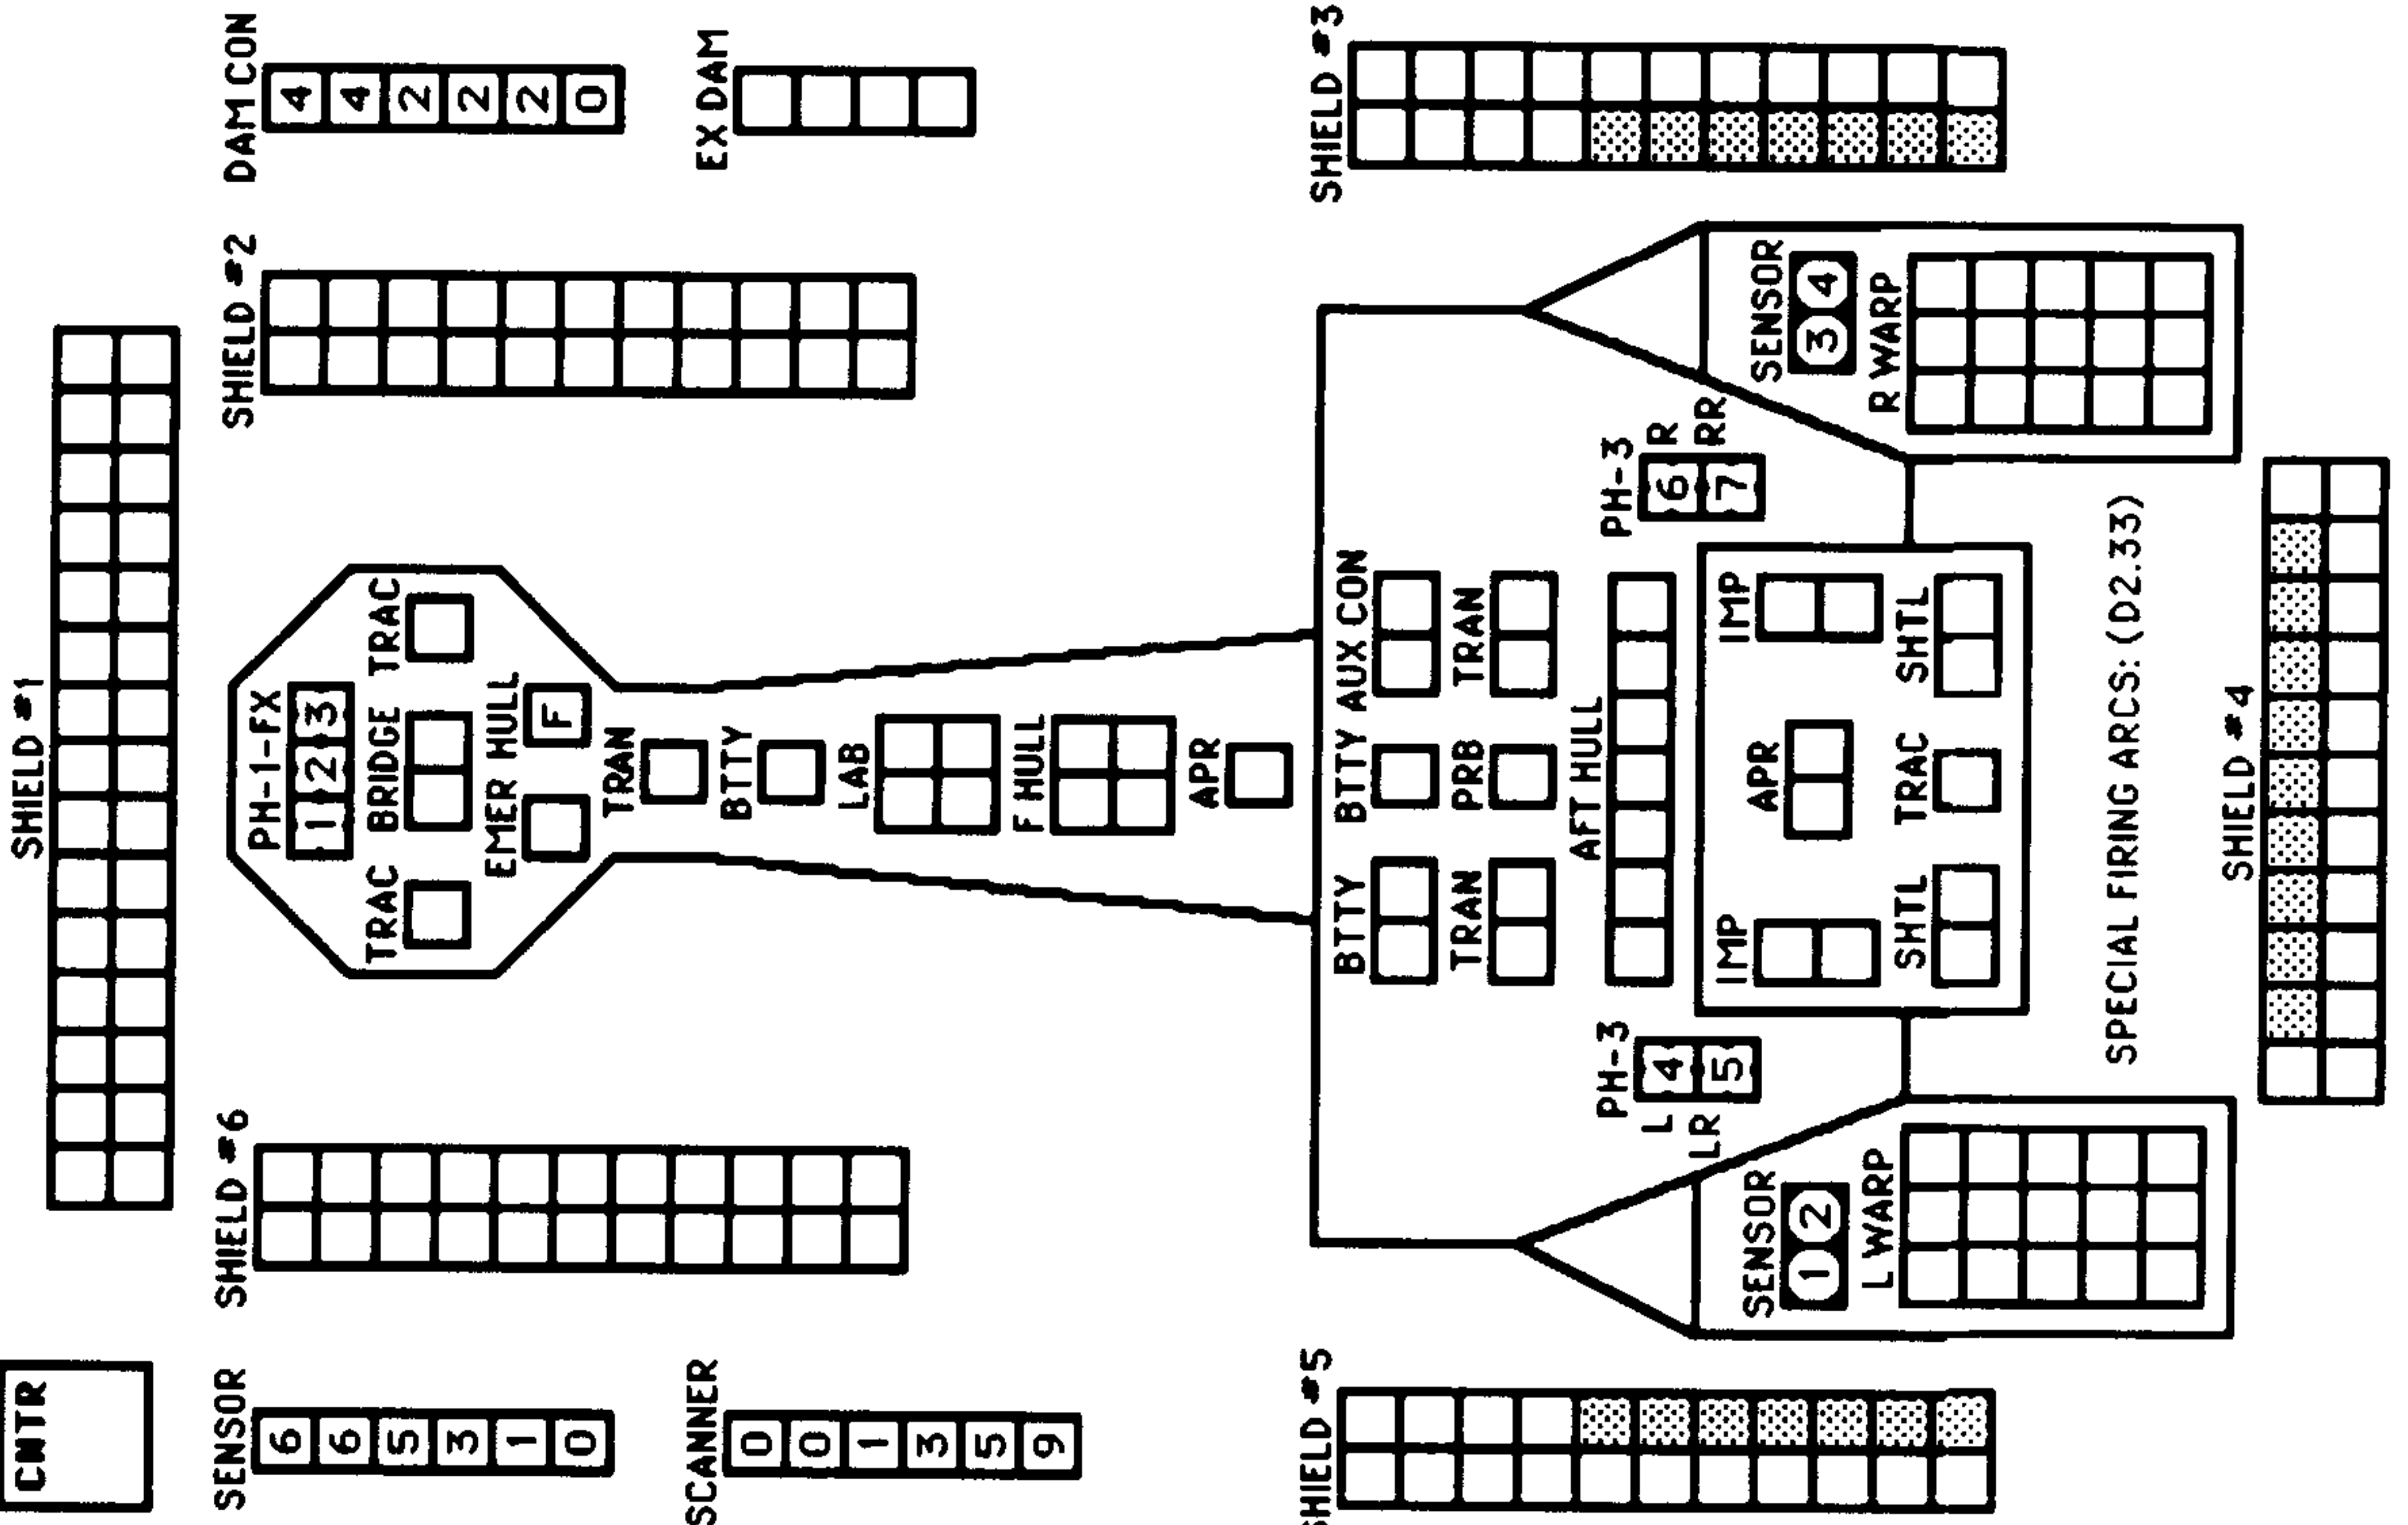 CNTR
SHIELD #1
SENSOR
6
6
5
3
1
0
SCANNER
0
0
1
3
5
9
SHIELD #6
SHIELD #2
DAM CON
4
4
2
2
2
0
EX DAM
PH-1-FX
1 2 3
TRAC BRIDGE TRAC
EMER HULL
F
TRAN
BTTY
LAB
F HULL
APR
BTTY BTTY AUX CON
TRAN PRB TRAN
AFT HULL
SHIELD #5
SHIELD #3
PH-3
L 4
LR 5
PH-3
6 R
7 RR
SENSOR
1 2
L WARP
IMP APR IMP
SHTL TRAC SHTL
SENSOR
3 4
R WARP
SPECIAL FIRING ARCS: (D2.33)
SHIELD #4